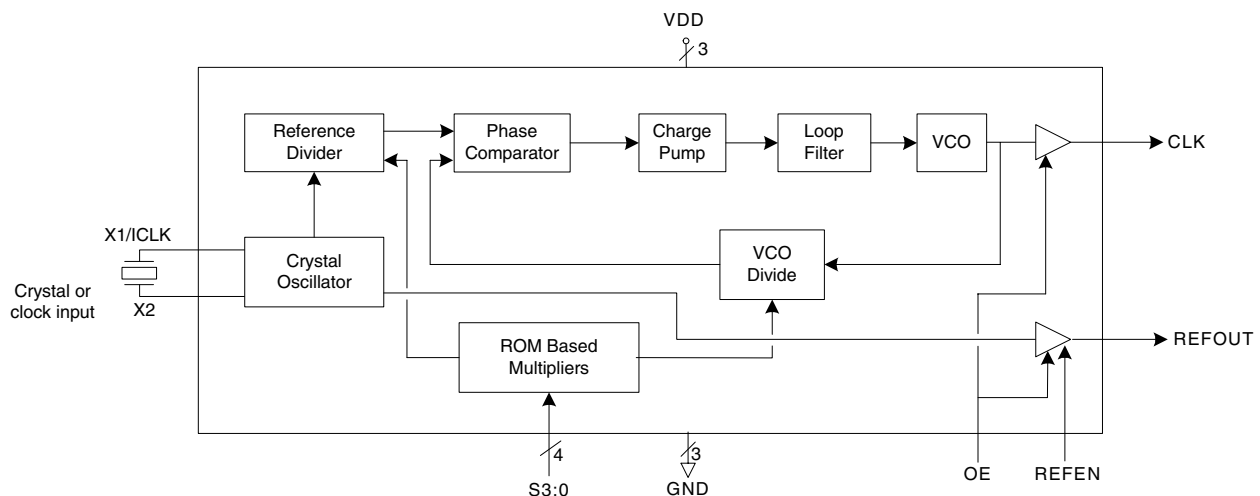 VDD
3
Reference
Divider
Phase
Comparator
Charge
Pump
Loop
Filter
VCO
CLK
X1/ICLK
Crystal
Oscillator
VCO
Divide
Crystal or
clock input
X2
ROM Based
Multipliers
REFOUT
4
3
S3:0
GND
OE
REFEN